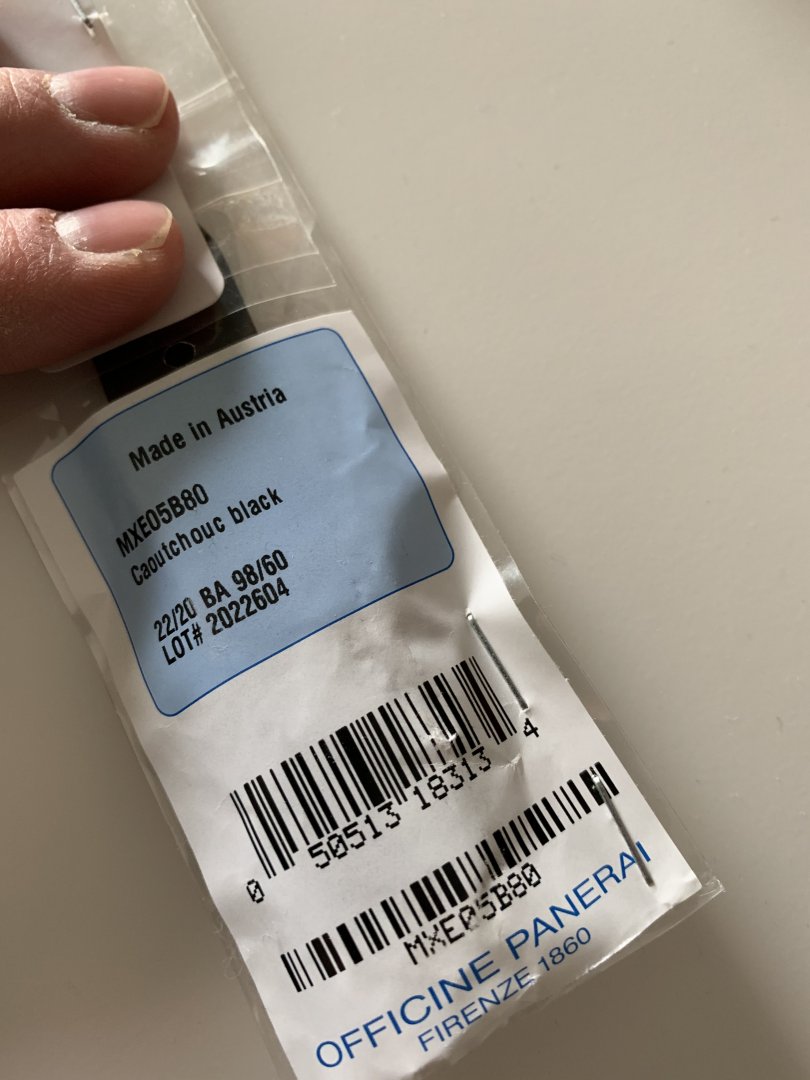 Made in Austria
MXE05B80
Caoutchouc black
22/20 BA 98/60
LOT# 2022604
0 50513 18313 4
MXE05B80
OFFICINE PANERAI
FIRENZE 1860